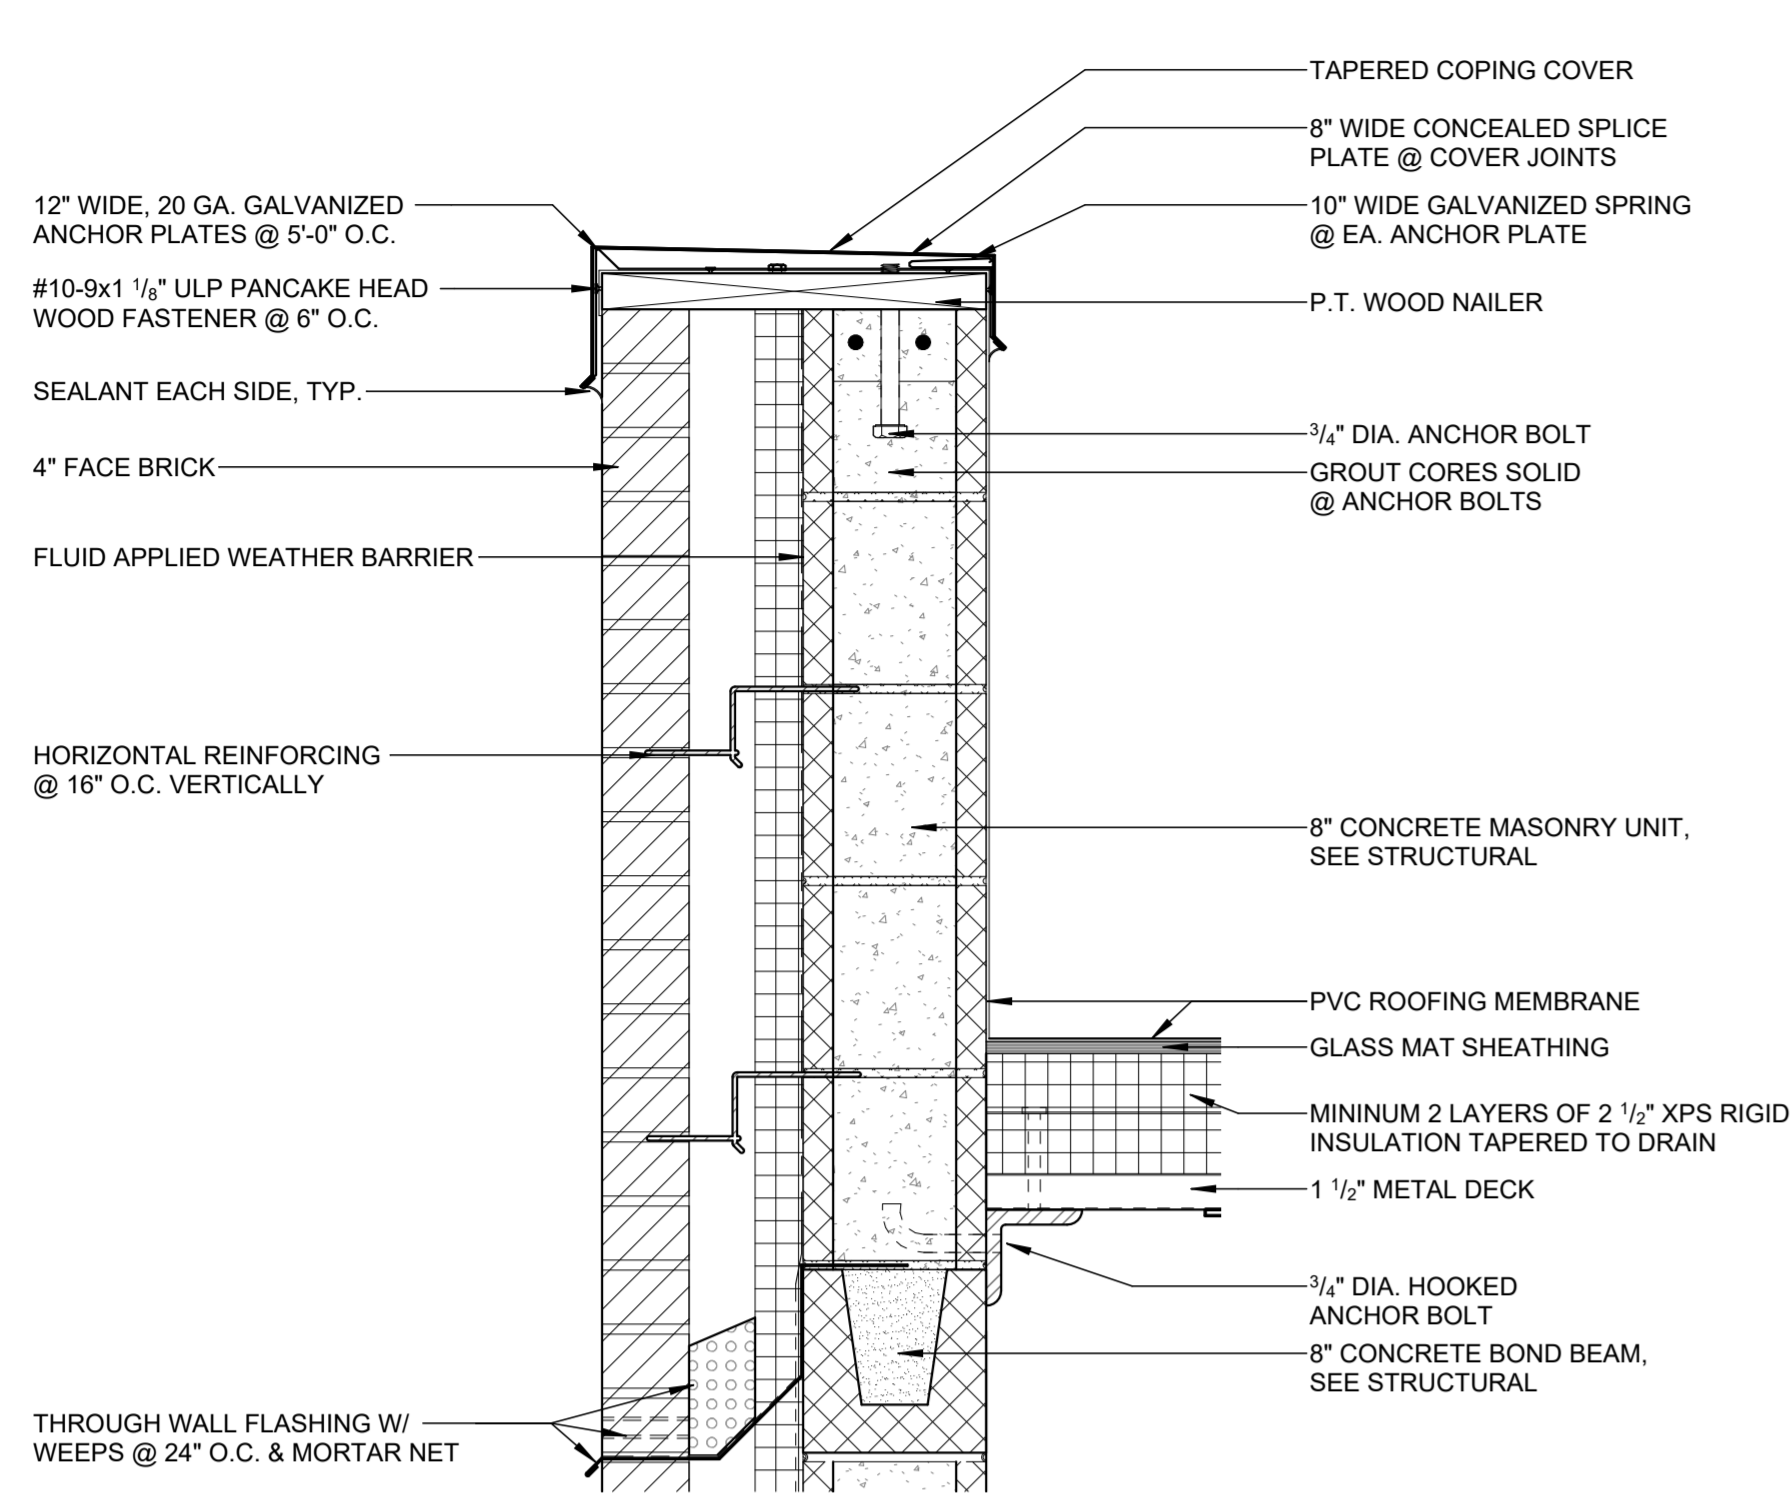 TAPERED COPING COVER
8" WIDE CONCEALED SPLICE
PLATE @ COVER JOINTS
12" WIDE, 20 GA. GALVANIZED
ANCHOR PLATES @ 5'-0" O.C.
10" WIDE GALVANIZED SPRING
@ EA. ANCHOR PLATE
#10-9x1 1/8" ULP PANCAKE HEAD
WOOD FASTENER @ 6" O.C.
P.T. WOOD NAILER
SEALANT EACH SIDE, TYP.
3/4" DIA. ANCHOR BOLT
4" FACE BRICK
GROUT CORES SOLID
@ ANCHOR BOLTS
FLUID APPLIED WEATHER BARRIER
HORIZONTAL REINFORCING
@ 16" O.C. VERTICALLY
8" CONCRETE MASONRY UNIT,
SEE STRUCTURAL
PVC ROOFING MEMBRANE
GLASS MAT SHEATHING
MININUM 2 LAYERS OF 2 1/2" XPS RIGID
INSULATION TAPERED TO DRAIN
1 1/2" METAL DECK
3/4" DIA. HOOKED
ANCHOR BOLT
8" CONCRETE BOND BEAM,
SEE STRUCTURAL
THROUGH WALL FLASHING W/
WEEPS @ 24" O.C. & MORTAR NET